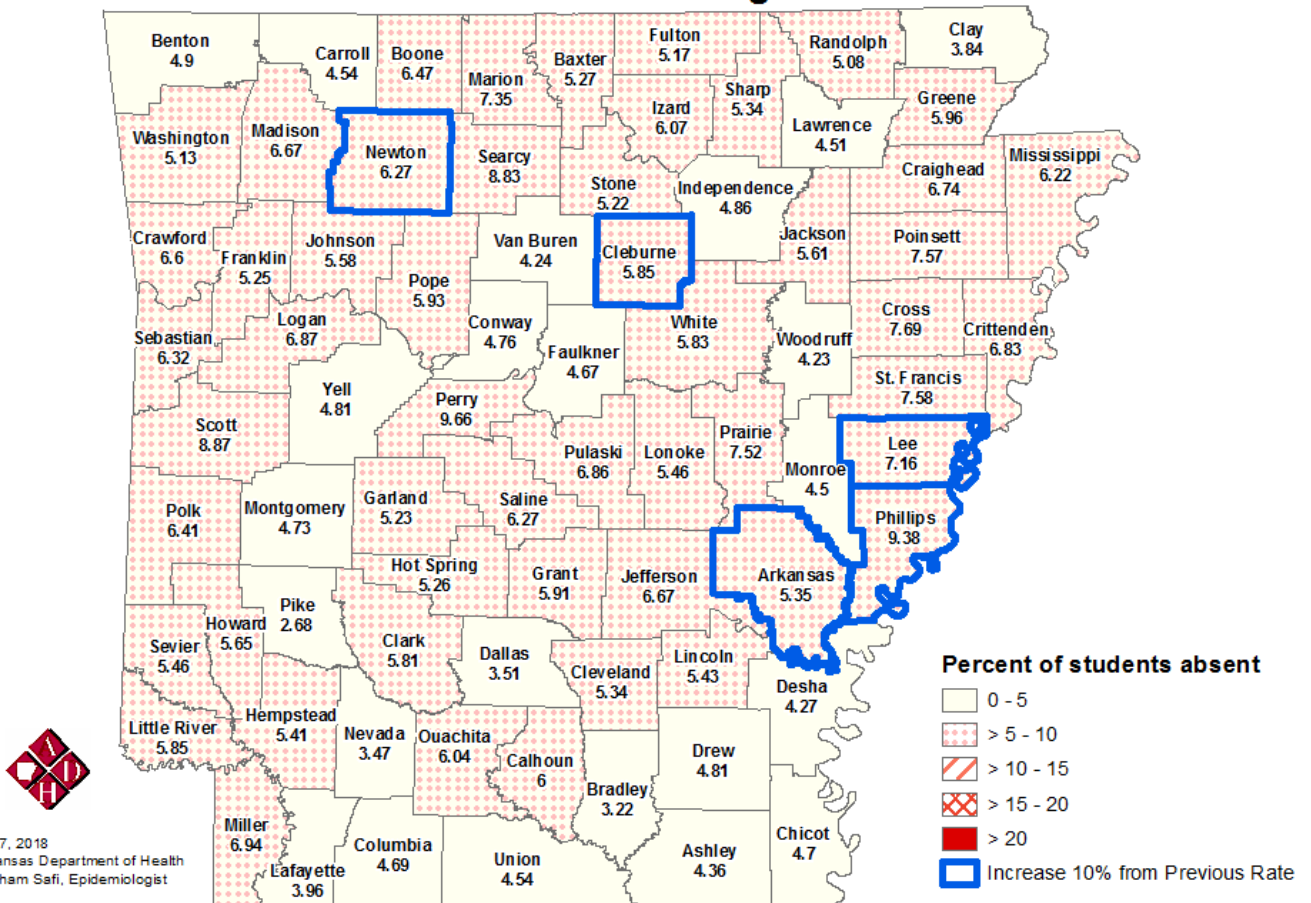 Benton
4.9
Carroll
4.54
Boone
6.47
Marion
7.35
Baxter
5.27
Fulton
5.17
Randolph
5.08
Clay
3.84
Washington
5.13
Madison
6.67
Newton
6.27
Searcy
8.83
Stone
5.22
Izard
6.07
Sharp
5.34
Lawrence
4.51
Greene
5.96
Independence
4.86
Craighead
6.74
Mississippi
6.22
Crawford
6.6
Franklin
5.25
Johnson
5.58
Pope
5.93
Van Buren
4.24
Cleburne
5.85
Jackson
5.61
Poinsett
7.57
Sebastian
6.32
Logan
6.87
Conway
4.76
Faulkner
4.67
White
5.83
Woodruff
4.23
Cross
7.69
Crittenden
6.83
Scott
8.87
Yell
4.81
Perry
9.66
Pulaski
6.86
Lonoke
5.46
Prairie
7.52
Monroe
4.5
St. Francis
7.58
Lee
7.16
Phillips
9.38
Polk
6.41
Montgomery
4.73
Garland
5.23
Saline
6.27
Hot Spring
5.26
Grant
5.91
Jefferson
6.67
Arkansas
5.35
Sevier
5.46
Howard
5.65
Pike
2.68
Clark
5.81
Dallas
3.51
Cleveland
5.34
Lincoln
5.43
Desha
4.27
Little River
5.85
Hempstead
5.41
Nevada
3.47
Ouachita
6.04
Calhoun
6
Bradley
3.22
Drew
4.81
Miller
6.94
Lafayette
3.96
Columbia
4.69
Union
4.54
Ashley
4.36
Chicot
4.7
Percent of students absent
0 - 5
> 5 - 10
> 10 - 15
> 15 - 20
> 20
Increase 10% from Previous Rate
A
D
H
7, 2018
ansas Department of Health
ham Safi, Epidemiologist